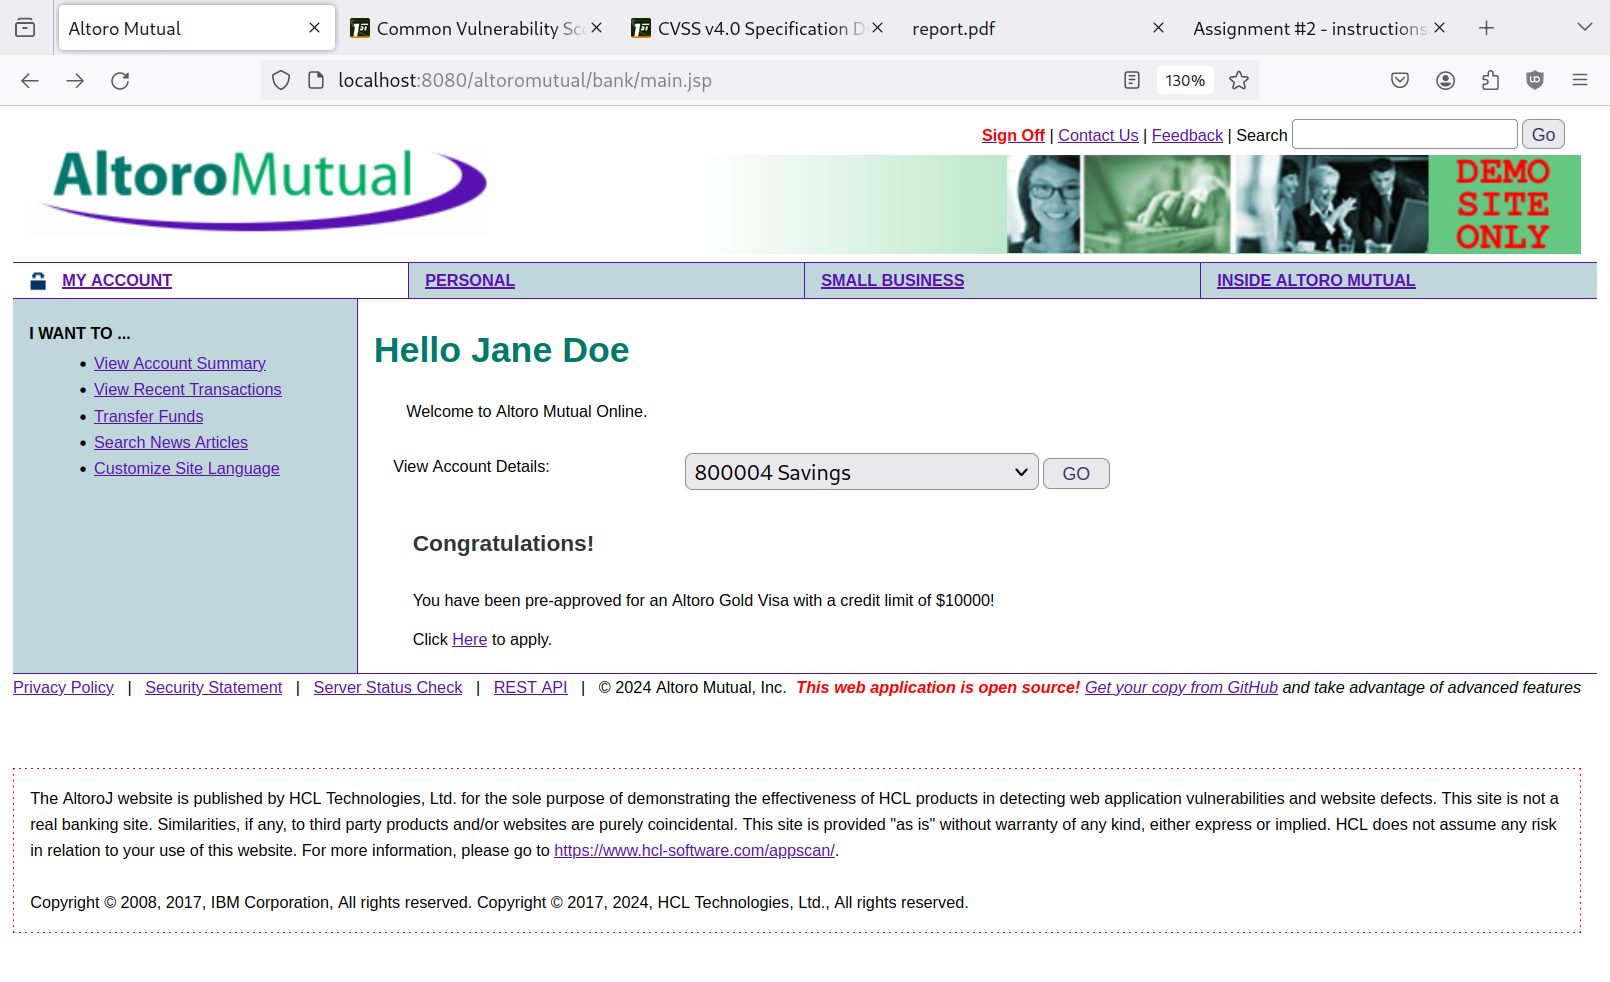 Altoro Mutual
Common Vulnerability Sc
CVSS v4.0 Specification D
report.pdf
Assignment #2 - instructions
localhost:8080/altoromutual/bank/main.jsp
130%
Sign Off | Contact Us | Feedback | Search Go
AltoroMutual
DEMO
SITE
ONLY
MY ACCOUNT
PERSONAL
SMALL BUSINESS
INSIDE ALTORO MUTUAL
I WANT TO ...
View Account Summary
View Recent Transactions
Transfer Funds
Search News Articles
Customize Site Language
Hello Jane Doe
Welcome to Altoro Mutual Online.
View Account Details: 800004 Savings GO
Congratulations!
You have been pre-approved for an Altoro Gold Visa with a credit limit of $10000!
Click Here to apply.
Privacy Policy | Security Statement | Server Status Check | REST API | © 2024 Altoro Mutual, Inc. This web application is open source! Get your copy from GitHub and take advantage of advanced features
The AltoroJ website is published by HCL Technologies, Ltd. for the sole purpose of demonstrating the effectiveness of HCL products in detecting web application vulnerabilities and website defects. This site is not a
real banking site. Similarities, if any, to third party products and/or websites are purely coincidental. This site is provided "as is" without warranty of any kind, either express or implied. HCL does not assume any risk
in relation to your use of this website. For more information, please go to https://www.hcl-software.com/appscan/.
Copyright © 2008, 2017, IBM Corporation, All rights reserved. Copyright © 2017, 2024, HCL Technologies, Ltd., All rights reserved.